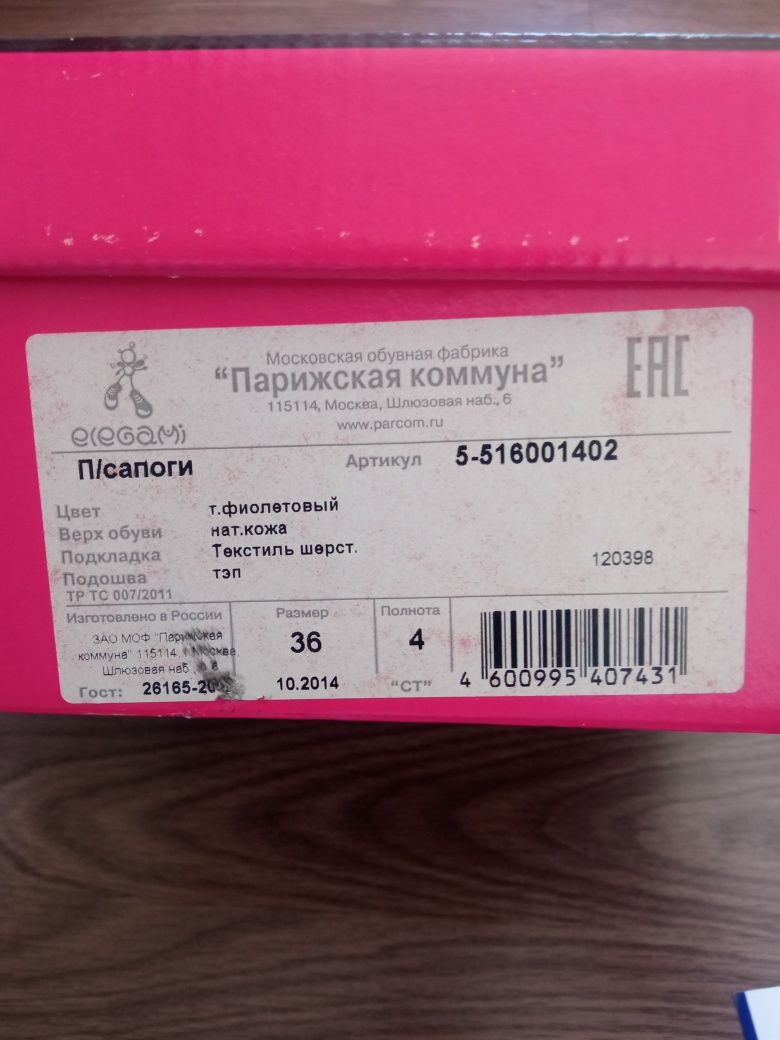 Московская обувная фабрика
“Парижская коммуна”
115114, Москва, Шлюзовая наб., 6
www.parcom.ru
EAC
elegami
П/сапоги Артикул 5-516001402
Цвет т.фиолетовый
Верх обуви нат.кожа
Подкладка Текстиль шерст.
Подошва тэп
120398
ТР ТС 007/2011
Изготовлено в России
ЗАО МОФ "Парижская
коммуна" 115114, г Москва,
Шлюзовая наб
Гост: 26165-
Размер
36
10.2014
Полнота
4
“СТ”
4 600995 407431